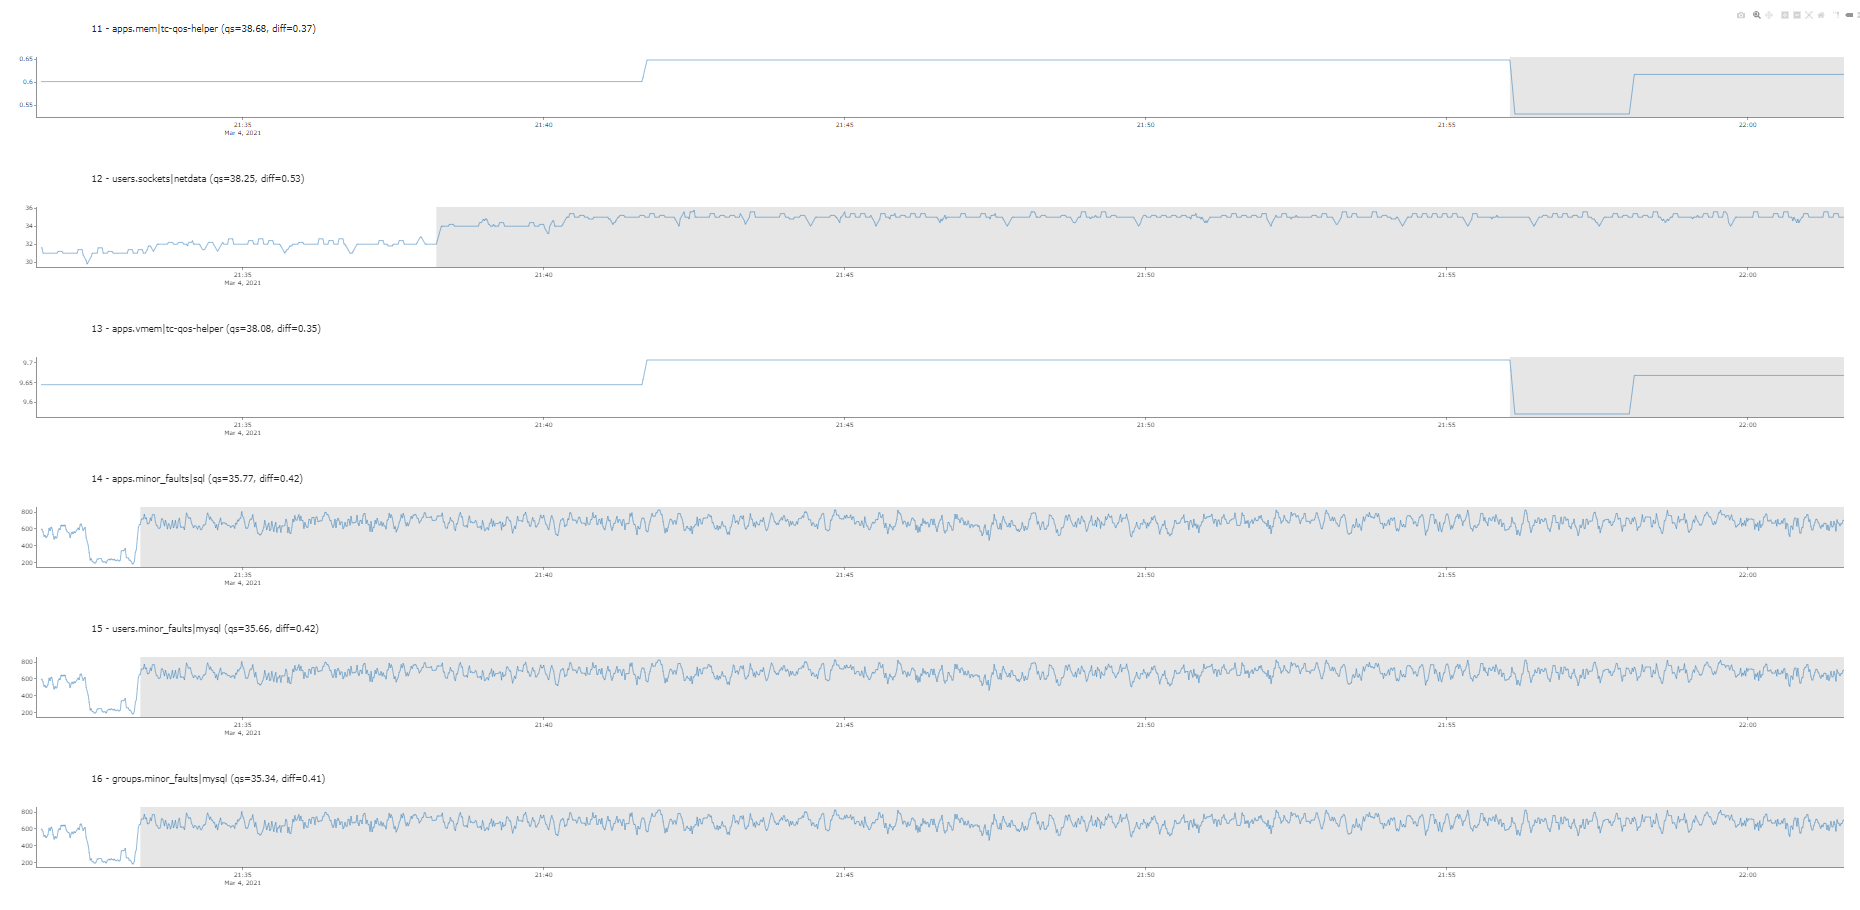 11 - apps.mem|tc-qos-helper (qs=38.68, diff=0.37)
0.65
0.6
0.55
21:35 21:40 21:45 21:50 21:55 22:00
Mar 4, 2021
12 - users.sockets|netdata (qs=38.25, diff=0.53)
36
34
32
30
21:35 21:40 21:45 21:50 21:55 22:00
Mar 4, 2021
13 - apps.vmem|tc-qos-helper (qs=38.08, diff=0.35)
9.7
9.65
9.6
21:35 21:40 21:45 21:50 21:55 22:00
Mar 4, 2021
14 - apps.minor_faults|sql (qs=35.77, diff=0.42)
800
600
400
200
21:35 21:40 21:45 21:50 21:55 22:00
Mar 4, 2021
15 - users.minor_faults|mysql (qs=35.66, diff=0.42)
800
600
400
200
21:35 21:40 21:45 21:50 21:55 22:00
Mar 4, 2021
16 - groups.minor_faults|mysql (qs=35.34, diff=0.41)
800
600
400
200
21:35 21:40 21:45 21:50 21:55 22:00
Mar 4, 2021